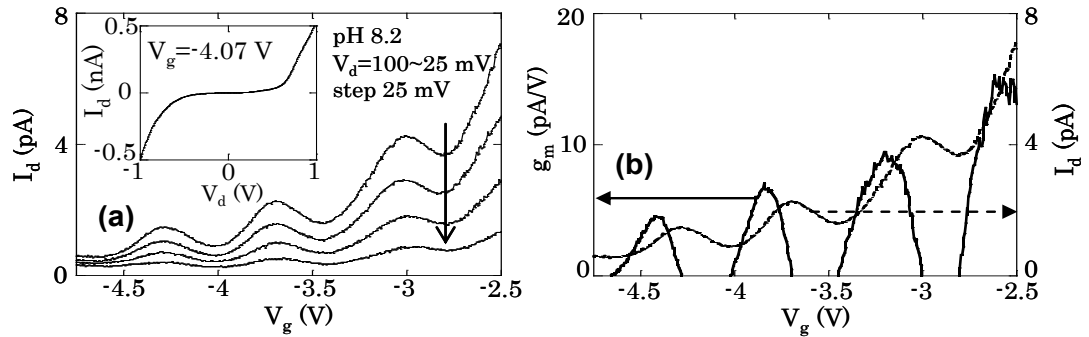 8
4
0
I_d (pA)
0.5
0
-0.5
I_d (nA)
V_g=-4.07 V
-1
0
1
V_d (V)
pH 8.2
V_d=100~25 mV
step 25 mV
(a)
-4.5
-4
-3.5
-3
-2.5
V_g (V)
20
10
0
g_m (pA/V)
(b)
8
4
0
I_d (pA)
-4.5
-4
-3.5
-3
-2.5
V_g (V)